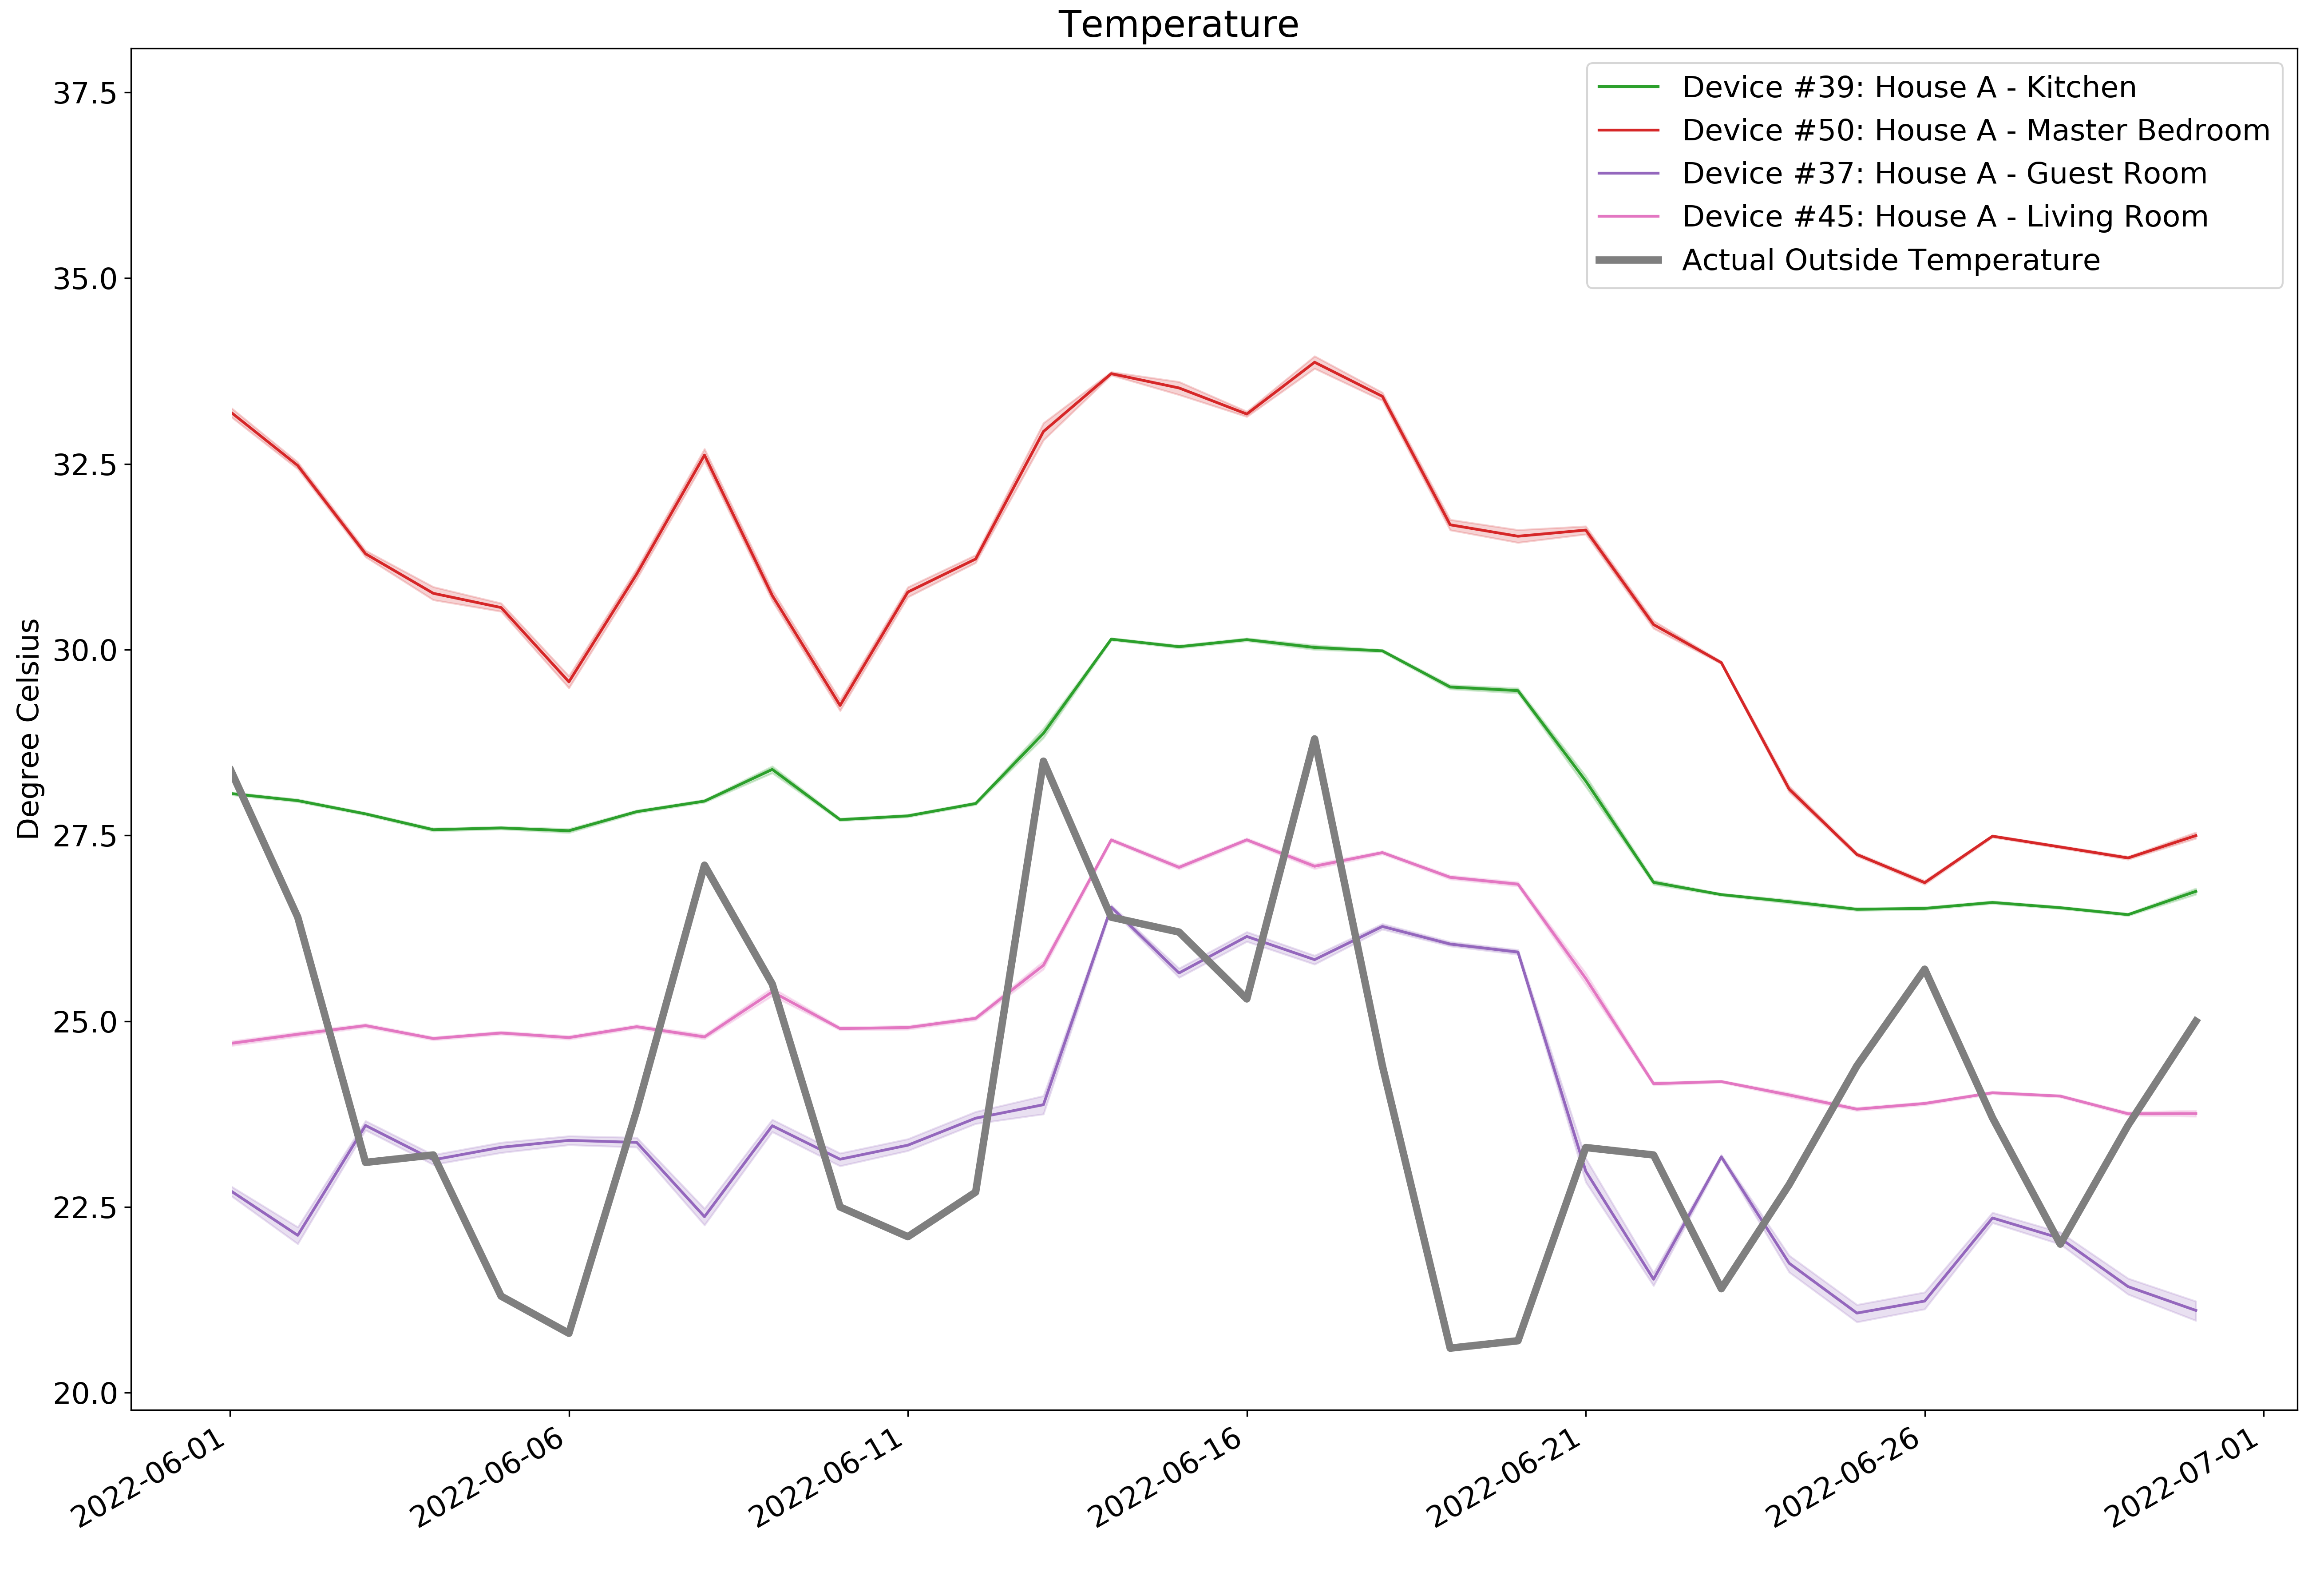 Temperature
Device #39: House A - Kitchen
Device #50: House A - Master Bedroom
Device #37: House A - Guest Room
Device #45: House A - Living Room
Actual Outside Temperature
Degree Celsius
37.5
35.0
32.5
30.0
27.5
25.0
22.5
20.0
2022-06-01
2022-06-06
2022-06-11
2022-06-16
2022-06-21
2022-06-26
2022-07-01